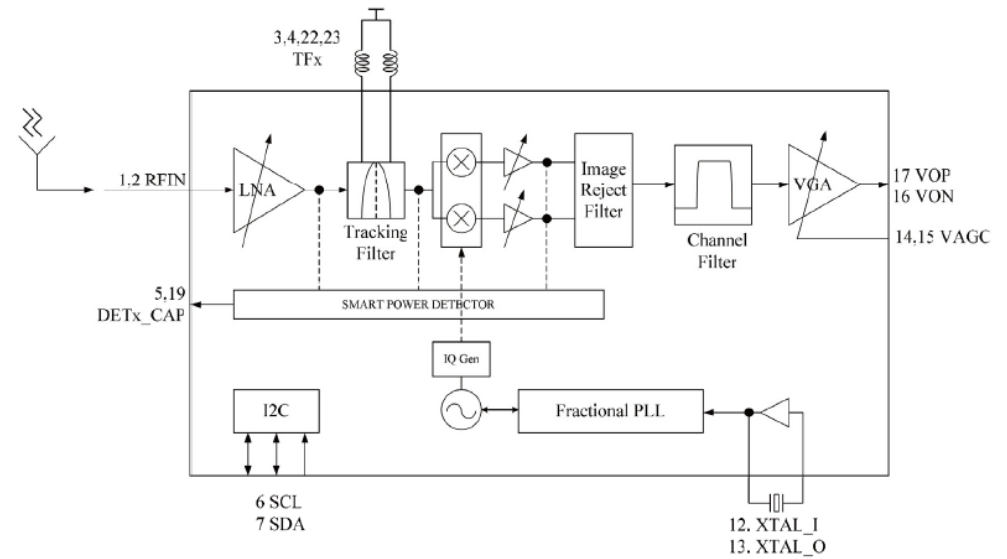 3,4,22,23
TFx
1,2 RFIN
LNA
Tracking
Filter
Image
Reject
Filter
Channel
Filter
VGA
17 VOP
16 VON
14,15 VAGC
5,19
DETx_CAP
SMART POWER DETECTOR
IQ Gen
I2C
Fractional PLL
6 SCL
7 SDA
12. XTAL_I
13. XTAL_O